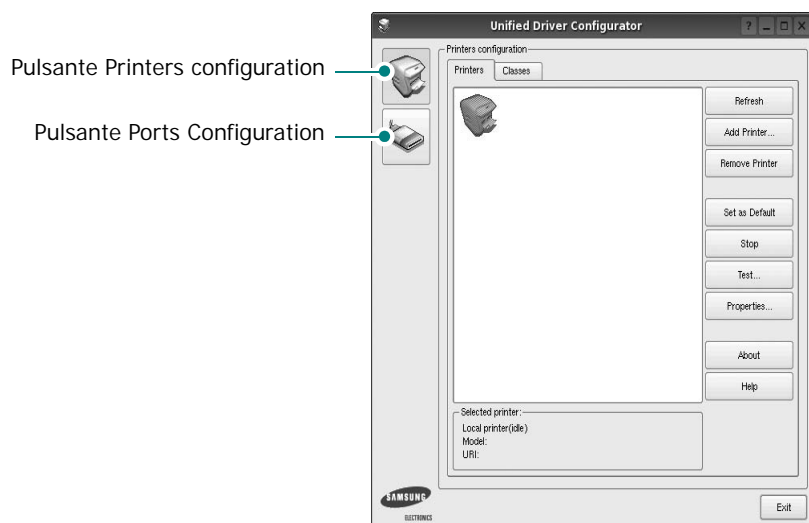 Unified Driver Configurator
Pulsante Printers configuration
Pulsante Ports Configuration
Printers configuration
Printers
Classes
Refresh
Add Printer...
Remove Printer
Set as Default
Stop
Test...
Properties...
About
Help
Selected printer:
Local printer(idle)
Model:
URI:
SAMSUNG
ELECTRONICS
Exit